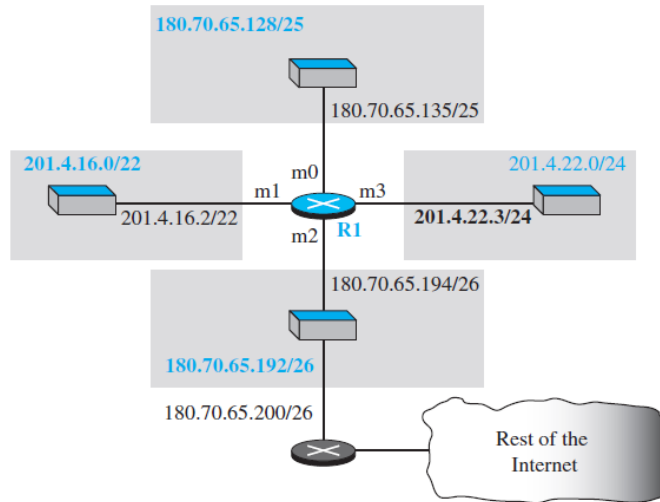 180.70.65.128/25
180.70.65.135/25
201.4.16.0/22
201.4.22.0/24
m0
m1
m3
201.4.16.2/22
R1
201.4.22.3/24
m2
180.70.65.194/26
180.70.65.192/26
180.70.65.200/26
Rest of the
Internet